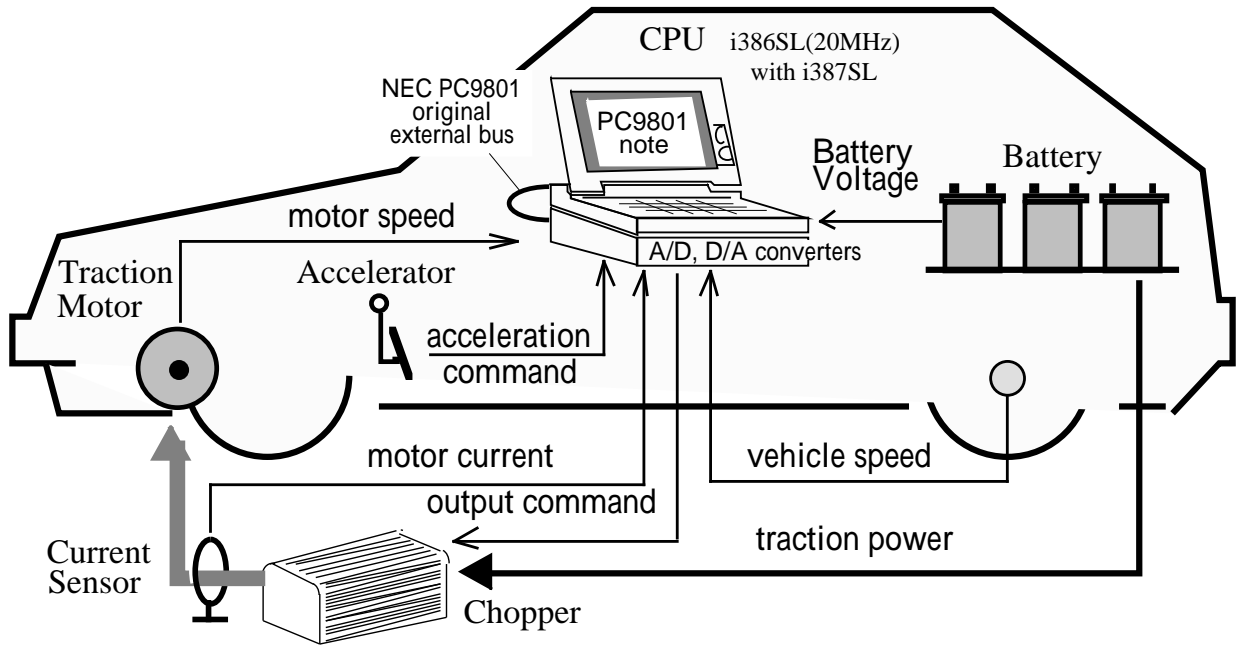 CPU i386SL(20MHz)
with i387SL
NEC PC9801
original
external bus
PC9801
note
Battery
Voltage
Battery
motor speed
A/D, D/A converters
Traction
Motor
Accelerator
acceleration
command
motor current
vehicle speed
output command
traction power
Current
Sensor
Chopper